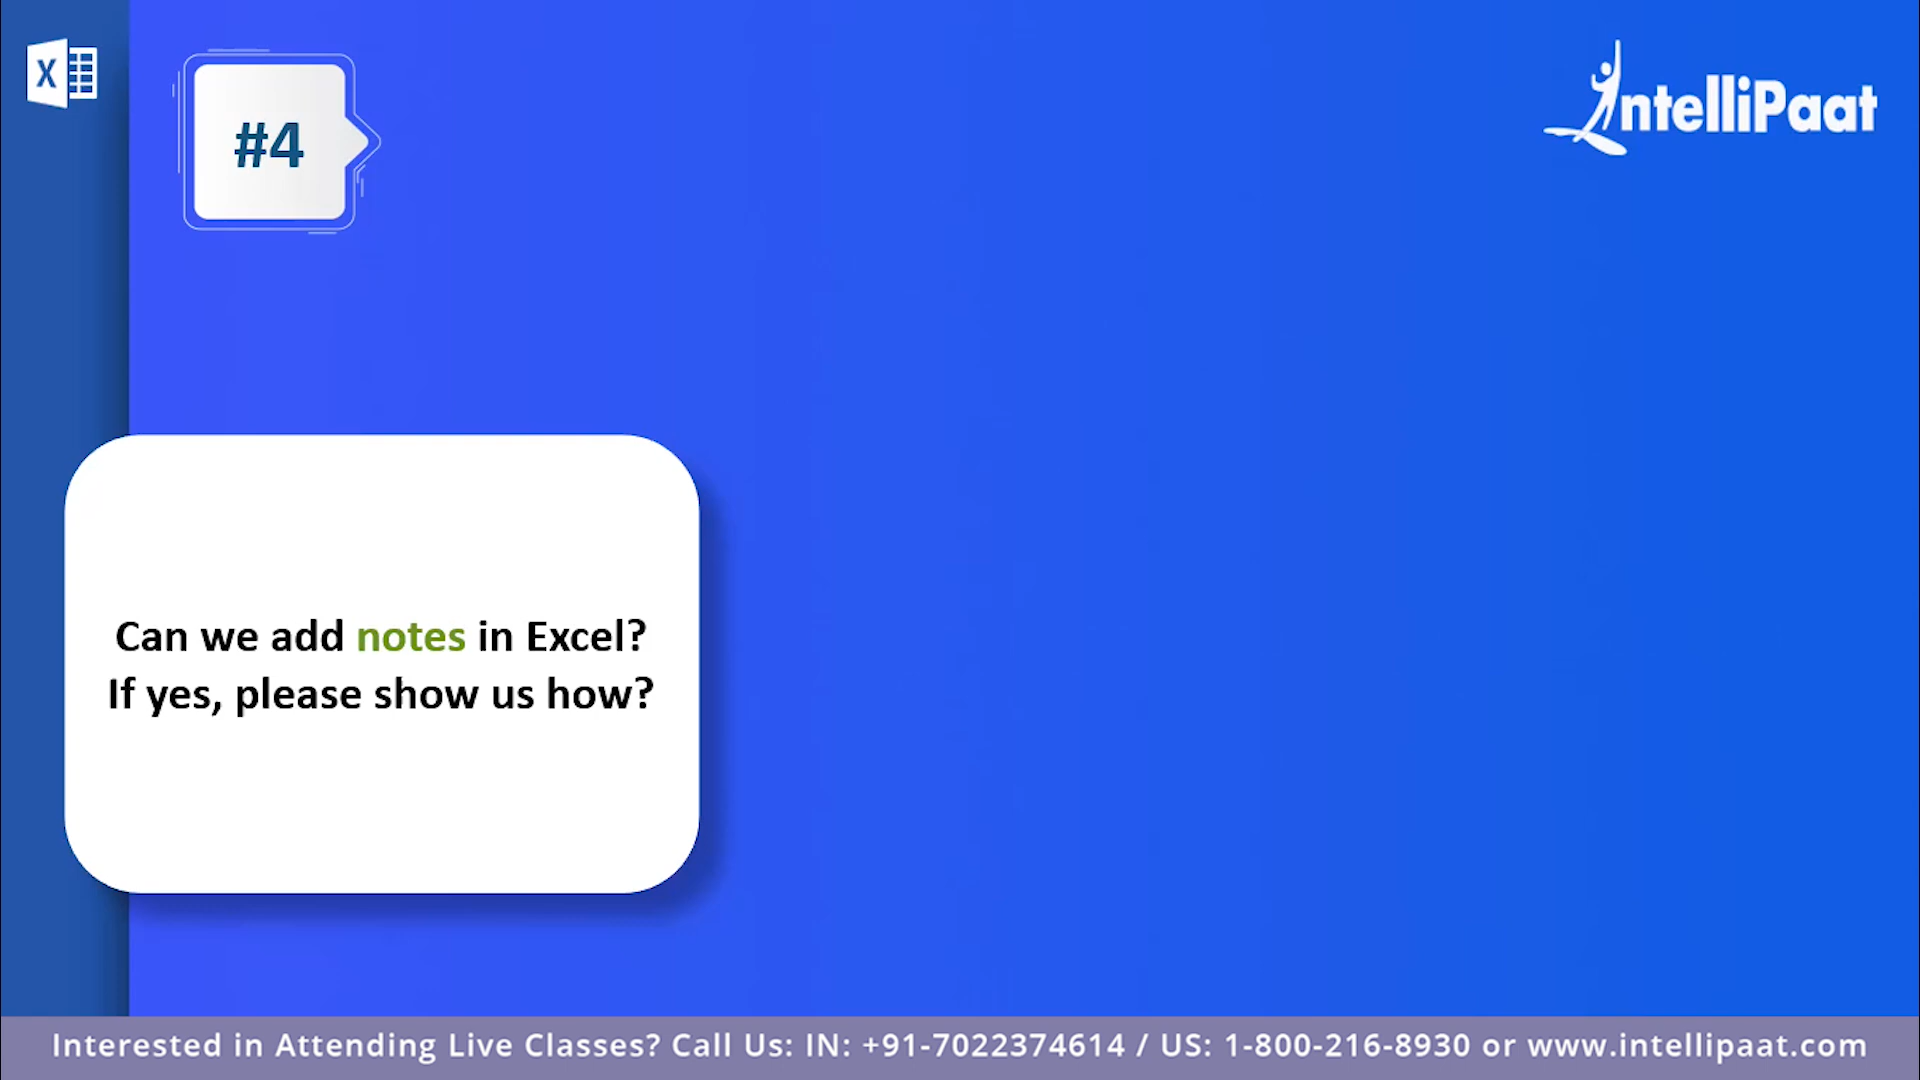 X
#4
IntelliPaat
Can we add notes in Excel?
If yes, please show us how?
Interested in Attending Live Classes? Call Us: IN: +91-7022374614 / US: 1-800-216-8930 or www.intellipaat.com